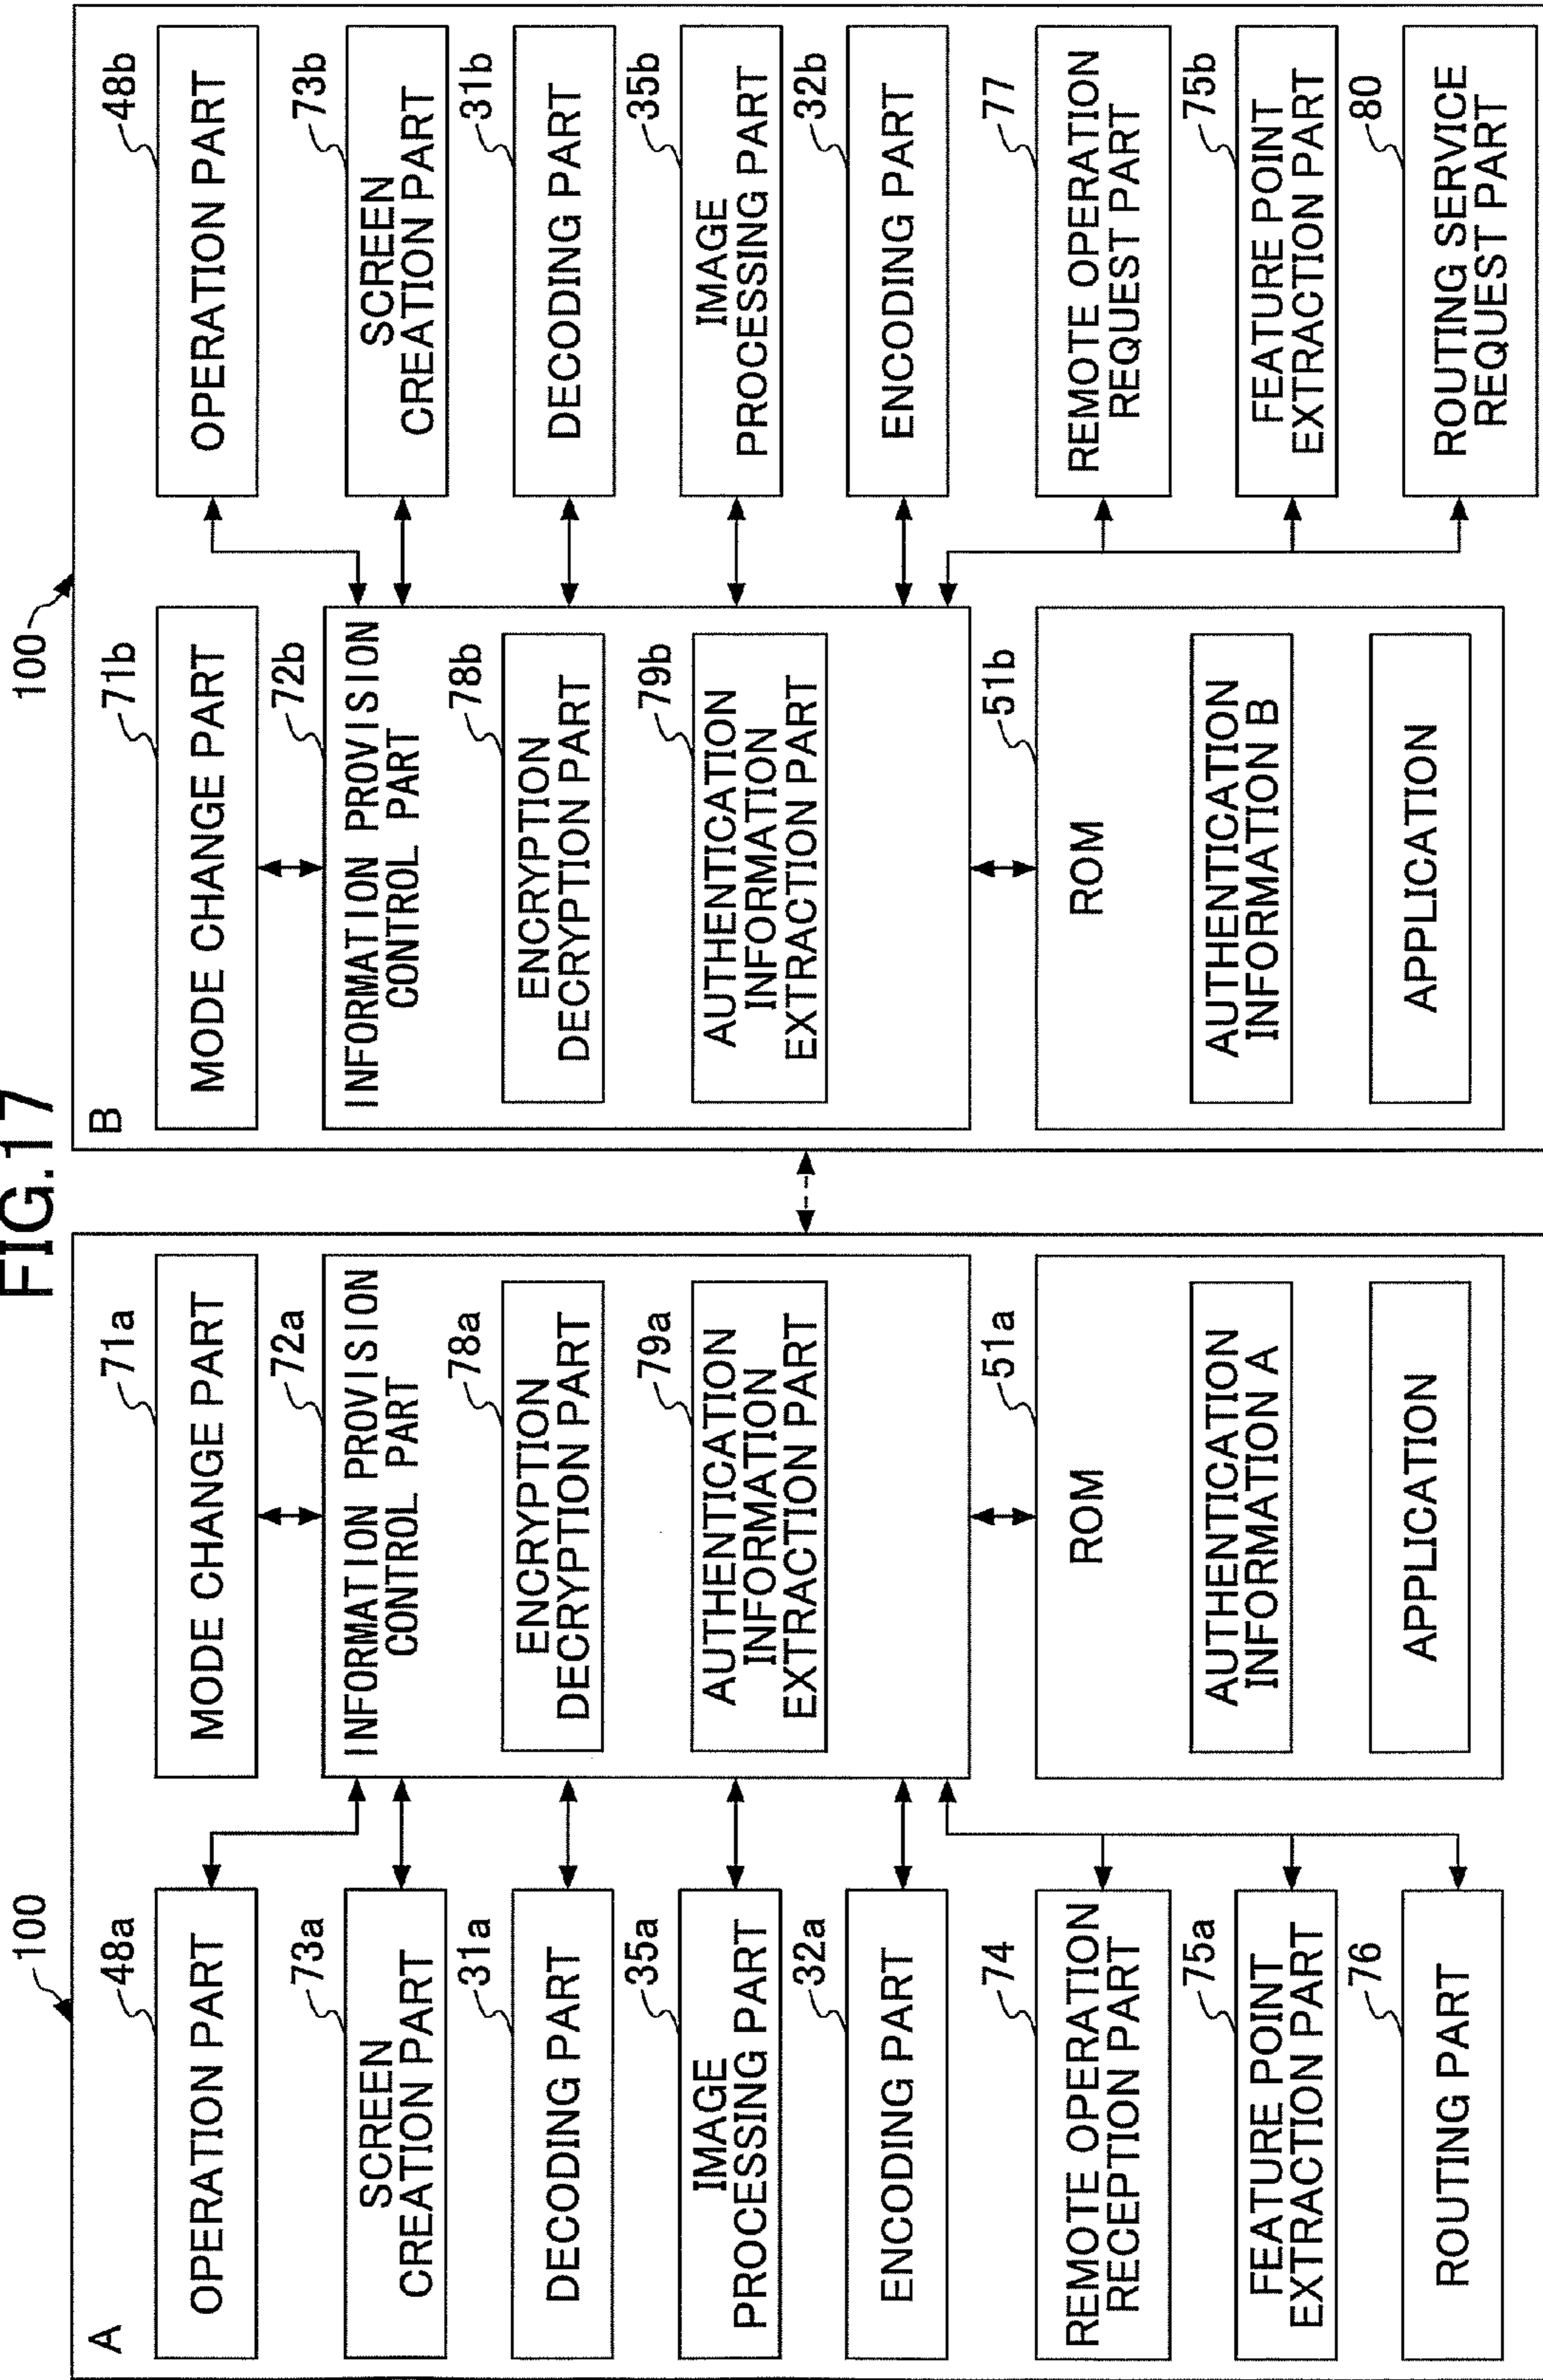 FIG.17
100
A
48a
OPERATION PART
73a
SCREEN
CREATION PART
31a
DECODING PART
35a
IMAGE
PROCESSING PART
32a
ENCODING PART
74
REMOTE OPERATION
RECEPTION PART
75a
FEATURE POINT
EXTRACTION PART
76
ROUTING PART
71a
MODE CHANGE PART
72a
INFORMATION PROVISION
CONTROL PART
78a
ENCRYPTION
DECRYPTION PART
79a
AUTHENTICATION
INFORMATION
EXTRACTION PART
51a
ROM
AUTHENTICATION
INFORMATION A
APPLICATION
100
B
71b
MODE CHANGE PART
72b
INFORMATION PROVISION
CONTROL PART
78b
ENCRYPTION
DECRYPTION PART
79b
AUTHENTICATION
INFORMATION
EXTRACTION PART
51b
ROM
AUTHENTICATION
INFORMATION B
APPLICATION
48b
OPERATION PART
73b
SCREEN
CREATION PART
31b
DECODING PART
35b
IMAGE
PROCESSING PART
32b
ENCODING PART
77
REMOTE OPERATION
REQUEST PART
75b
FEATURE POINT
EXTRACTION PART
80
ROUTING SERVICE
REQUEST PART